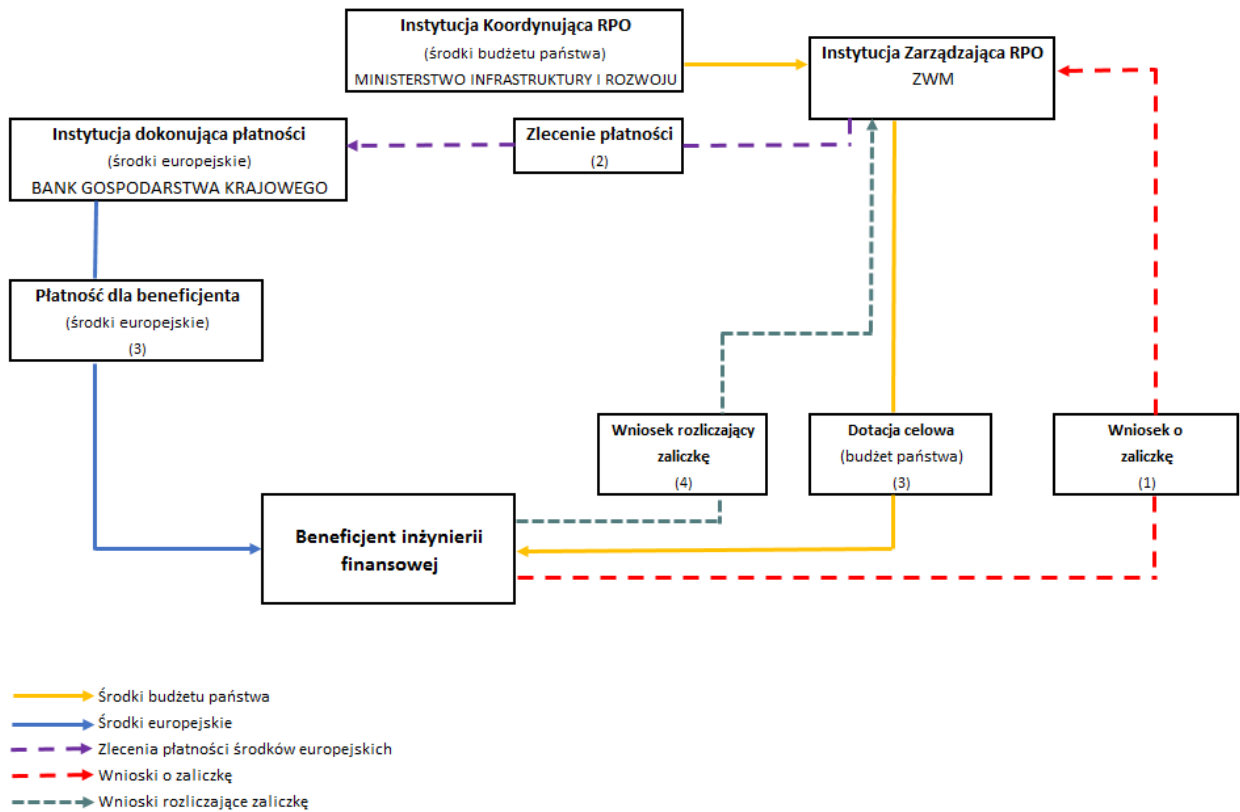 Instytucja Koordynująca RPO
(środki budżetu państwa)
MINISTERSTWO INFRASTRUKTURY I ROZWOJU
Instytucja Zarządzająca RPO
ZWM
Instytucja dokonująca płatności
(środki europejskie)
BANK GOSPODARSTWA KRAJOWEGO
Zlecenie płatności
(2)
Płatność dla beneficjenta
(środki europejskie)
(3)
Wniosek rozliczający
zaliczkę
(4)
Dotacja celowa
(budżet państwa)
(3)
Wniosek o
zaliczkę
(1)
Beneficjent inżynierii
finansowej
Środki budżetu państwa
Środki europejskie
Zlecenia płatności środków europejskich
Wnioski o zaliczkę
Wnioski rozliczające zaliczkę